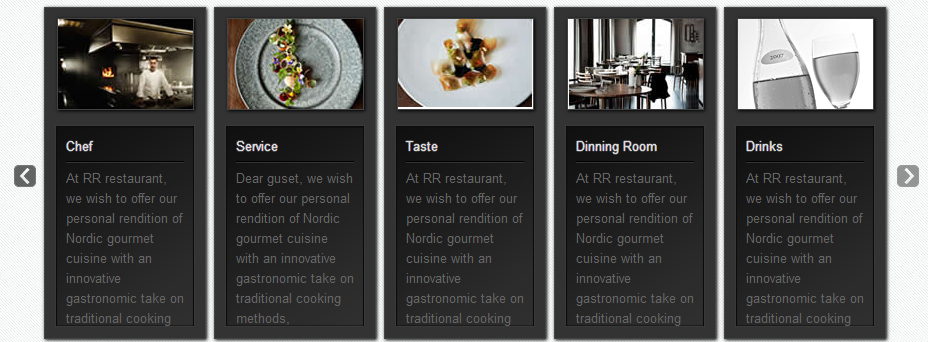 2007
Chef
At RR restaurant,
we wish to offer our
personal rendition of
Nordic gourmet
cuisine with an
innovative
gastronomic take on
traditional cooking
Service
Dear guset, we wish
to offer our personal
rendition of Nordic
gourmet cuisine
with an innovative
gastronomic take on
traditional cooking
methods,
Taste
At RR restaurant,
we wish to offer our
personal rendition of
Nordic gourmet
cuisine with an
innovative
gastronomic take on
traditional cooking
Dinning Room
At RR restaurant,
we wish to offer our
personal rendition of
Nordic gourmet
cuisine with an
innovative
gastronomic take on
traditional cooking
Drinks
At RR restaurant,
we wish to offer our
personal rendition of
Nordic gourmet
cuisine with an
innovative
gastronomic take on
traditional cooking